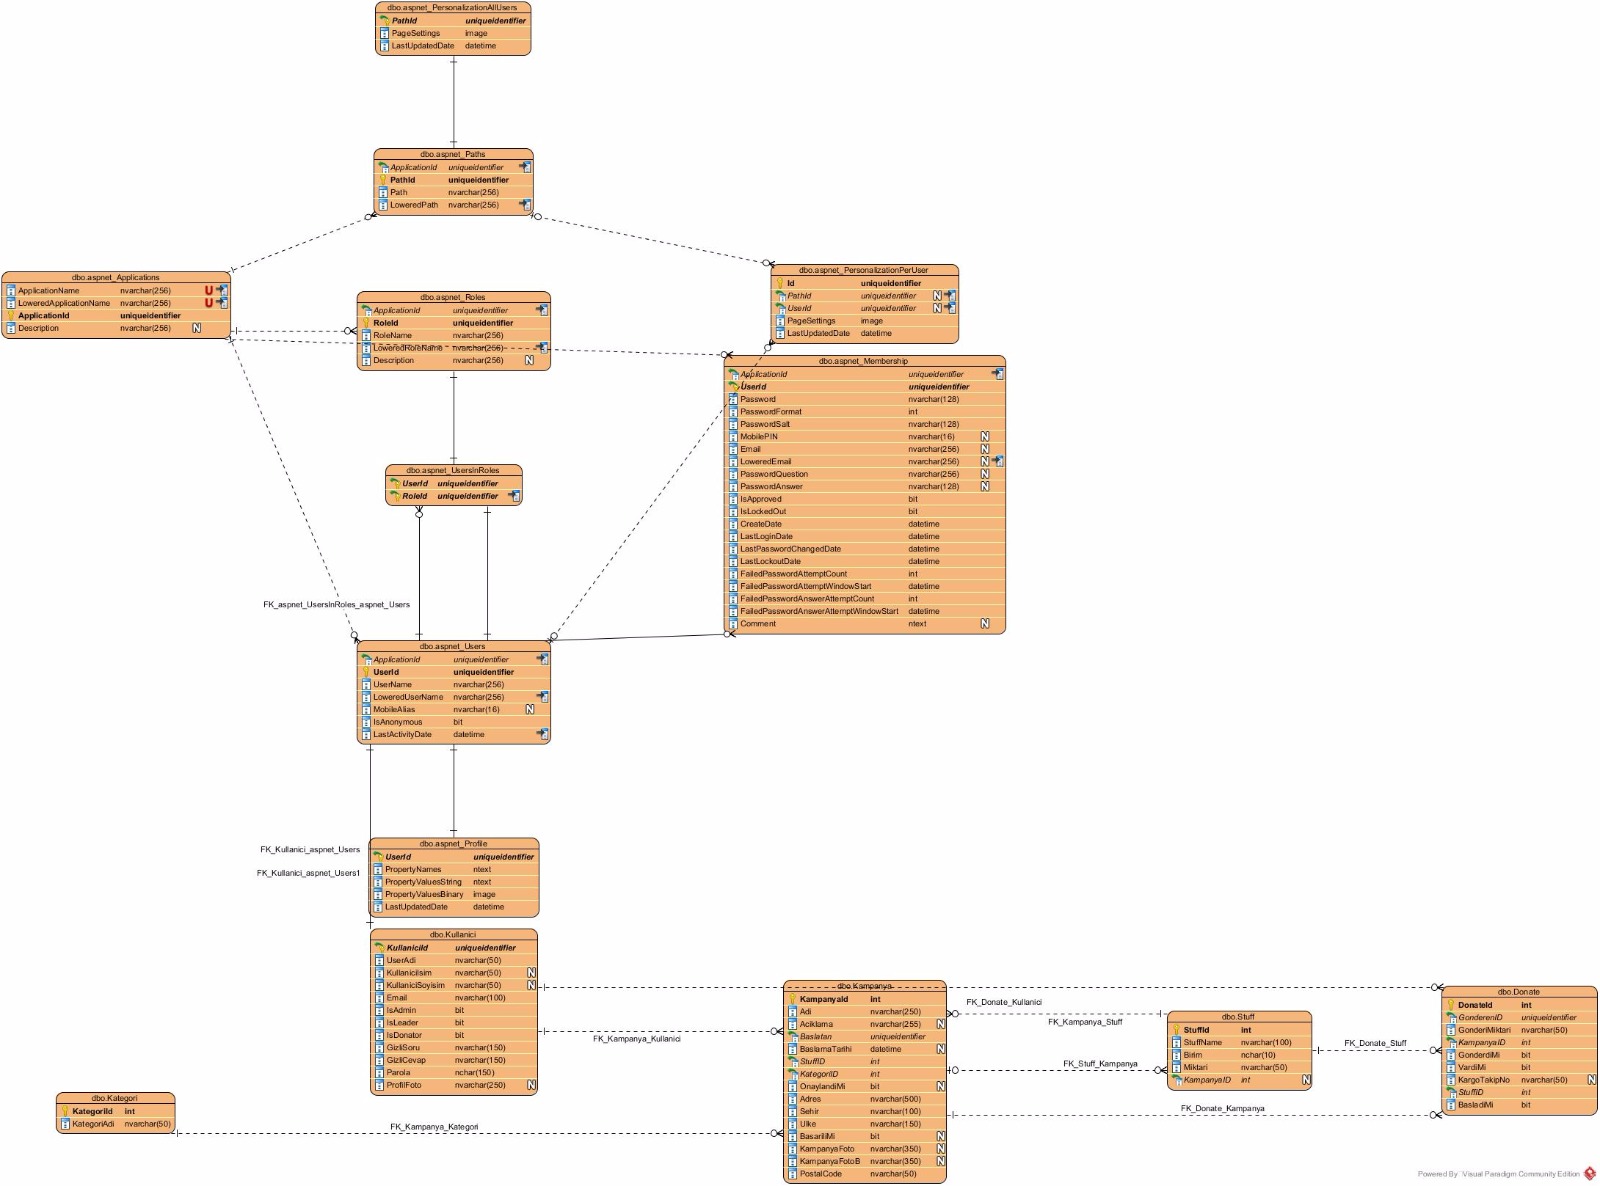 dbo.aspnet_PersonalizationAllUsers
PathId uniqueidentifier
PageSettings image
LastUpdatedDate datetime
dbo.aspnet_Paths
ApplicationId uniqueidentifier
PathId uniqueidentifier
Path nvarchar(256)
LoweredPath nvarchar(256)
dbo.aspnet_Applications
ApplicationName nvarchar(256) U
LoweredApplicationName nvarchar(256) U
ApplicationId uniqueidentifier
Description nvarchar(256) N
dbo.aspnet_Roles
ApplicationId uniqueidentifier
RoleId uniqueidentifier
RoleName nvarchar(256)
LoweredRoleName nvarchar(256)
Description nvarchar(256) N
dbo.aspnet_PersonalizationPerUser
Id uniqueidentifier
PathId uniqueidentifier N
UserId uniqueidentifier N
PageSettings image
LastUpdatedDate datetime
dbo.aspnet_Membership
ApplicationId uniqueidentifier
UserId uniqueidentifier
Password nvarchar(128)
PasswordFormat int
PasswordSalt nvarchar(128)
MobilePIN nvarchar(16) N
Email nvarchar(256) N
LoweredEmail nvarchar(256) N
PasswordQuestion nvarchar(256) N
PasswordAnswer nvarchar(128) N
IsApproved bit
IsLockedOut bit
CreateDate datetime
LastLoginDate datetime
LastPasswordChangedDate datetime
LastLockoutDate datetime
FailedPasswordAttemptCount int
FailedPasswordAttemptWindowStart datetime
FailedPasswordAnswerAttemptCount int
FailedPasswordAnswerAttemptWindowStart datetime
Comment ntext N
dbo.aspnet_UsersInRoles
UserId uniqueidentifier
RoleId uniqueidentifier
FK_aspnet_UsersInRoles_aspnet_Users
dbo.aspnet_Users
ApplicationId uniqueidentifier
UserId uniqueidentifier
UserName nvarchar(256)
LoweredUserName nvarchar(256)
MobileAlias nvarchar(16) N
IsAnonymous bit
LastActivityDate datetime
FK_Kullanici_aspnet_Users
FK_Kullanici_aspnet_Users1
dbo.aspnet_Profile
UserId uniqueidentifier
PropertyNames ntext
PropertyValuesString ntext
PropertyValuesBinary image
LastUpdatedDate datetime
dbo.Kullanici
KullaniciId uniqueidentifier
UserAdi nvarchar(50)
KullaniciIsim nvarchar(50) N
KullaniciSoyisim nvarchar(50) N
Email nvarchar(100)
IsAdmin bit
IsLeader bit
IsDonator bit
GizliSoru nvarchar(150)
GizliCevap nvarchar(150)
Parola nchar(150)
ProfilFoto nvarchar(250) N
FK_Kampanya_Kullanici
dbo.Kategori
KategoriId int
KategoriAdi nvarchar(50)
FK_Kampanya_Kategori
dbo.Kampanya
KampanyaId int
Adi nvarchar(250)
Aciklama nvarchar(255) N
Baslatan uniqueidentifier
BaslamaTarihi datetime N
StuffID int
KategoriID int
OnaylandiMi bit N
Adres nvarchar(500)
Sehir nvarchar(100)
Ulke nvarchar(150)
BasariliMi bit N
KampanyaFoto nvarchar(350) N
KampanyaFotoB nvarchar(350) N
PostalCode nvarchar(50)
FK_Donate_Kullanici
FK_Kampanya_Stuff
FK_Stuff_Kampanya
FK_Donate_Kampanya
dbo.Stuff
StuffId int
StuffName nvarchar(100)
Birim nchar(10)
Miktari nvarchar(50)
KampanyaID int N
FK_Donate_Stuff
dbo.Donate
DonateId int
GonderenID uniqueidentifier
GonderiMiktari nvarchar(50)
KampanyaID int
GonderdiMi bit
VardiMi bit
KargoTakipNo nvarchar(50) N
StuffID int
BasladiMi bit
Powered By Visual Paradigm Community Edition